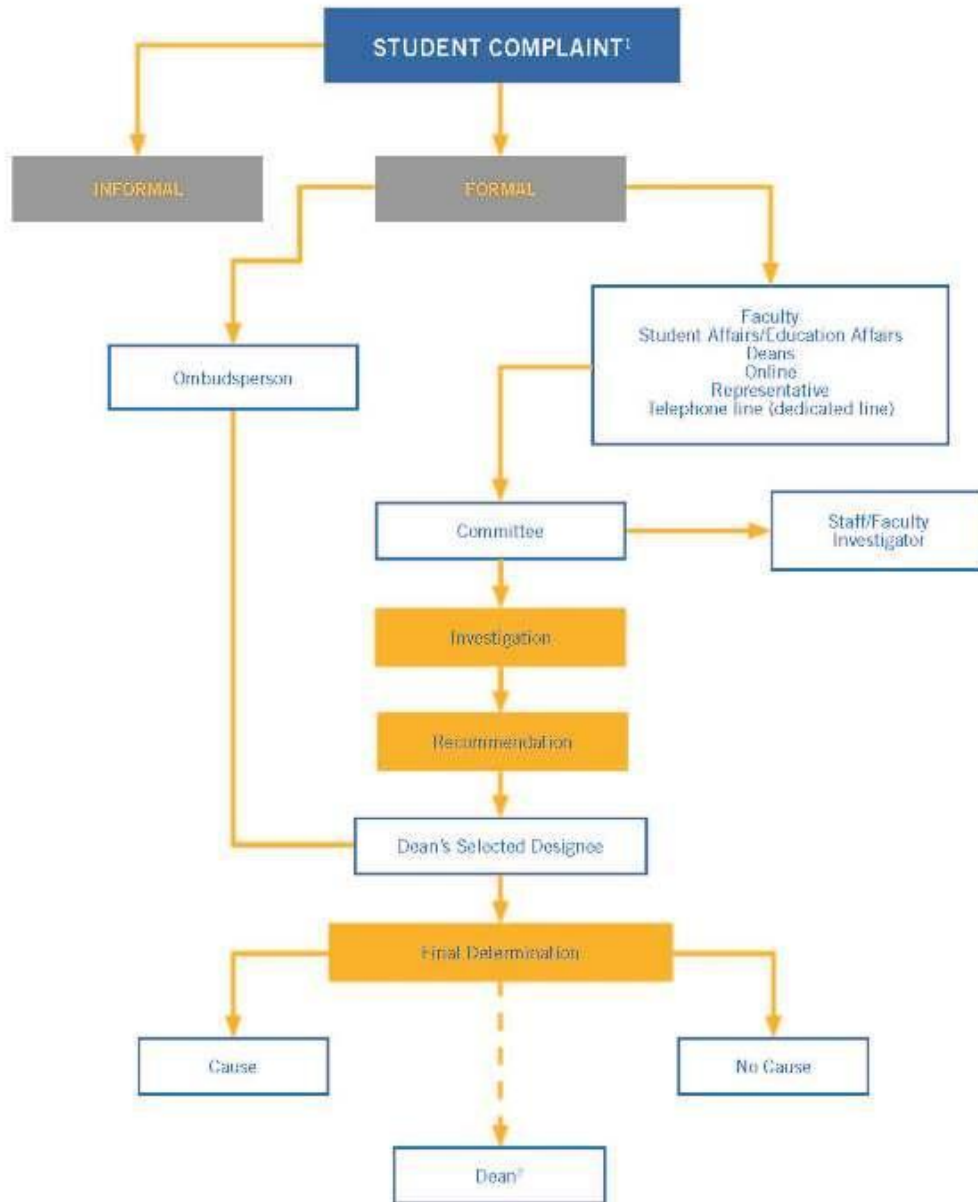 STUDENT COMPLAINT¹
INFORMAL
FORMAL
Faculty
Student Affairs/Education Affairs
Deans
Online
Representative
Telephone line (dedicated line)
Ombudsperson
Committee
Staff/Faculty
Investigator
Investigation
Recommendation
Dean's Selected Designee
Final Determination
Cause
No Cause
Dean²